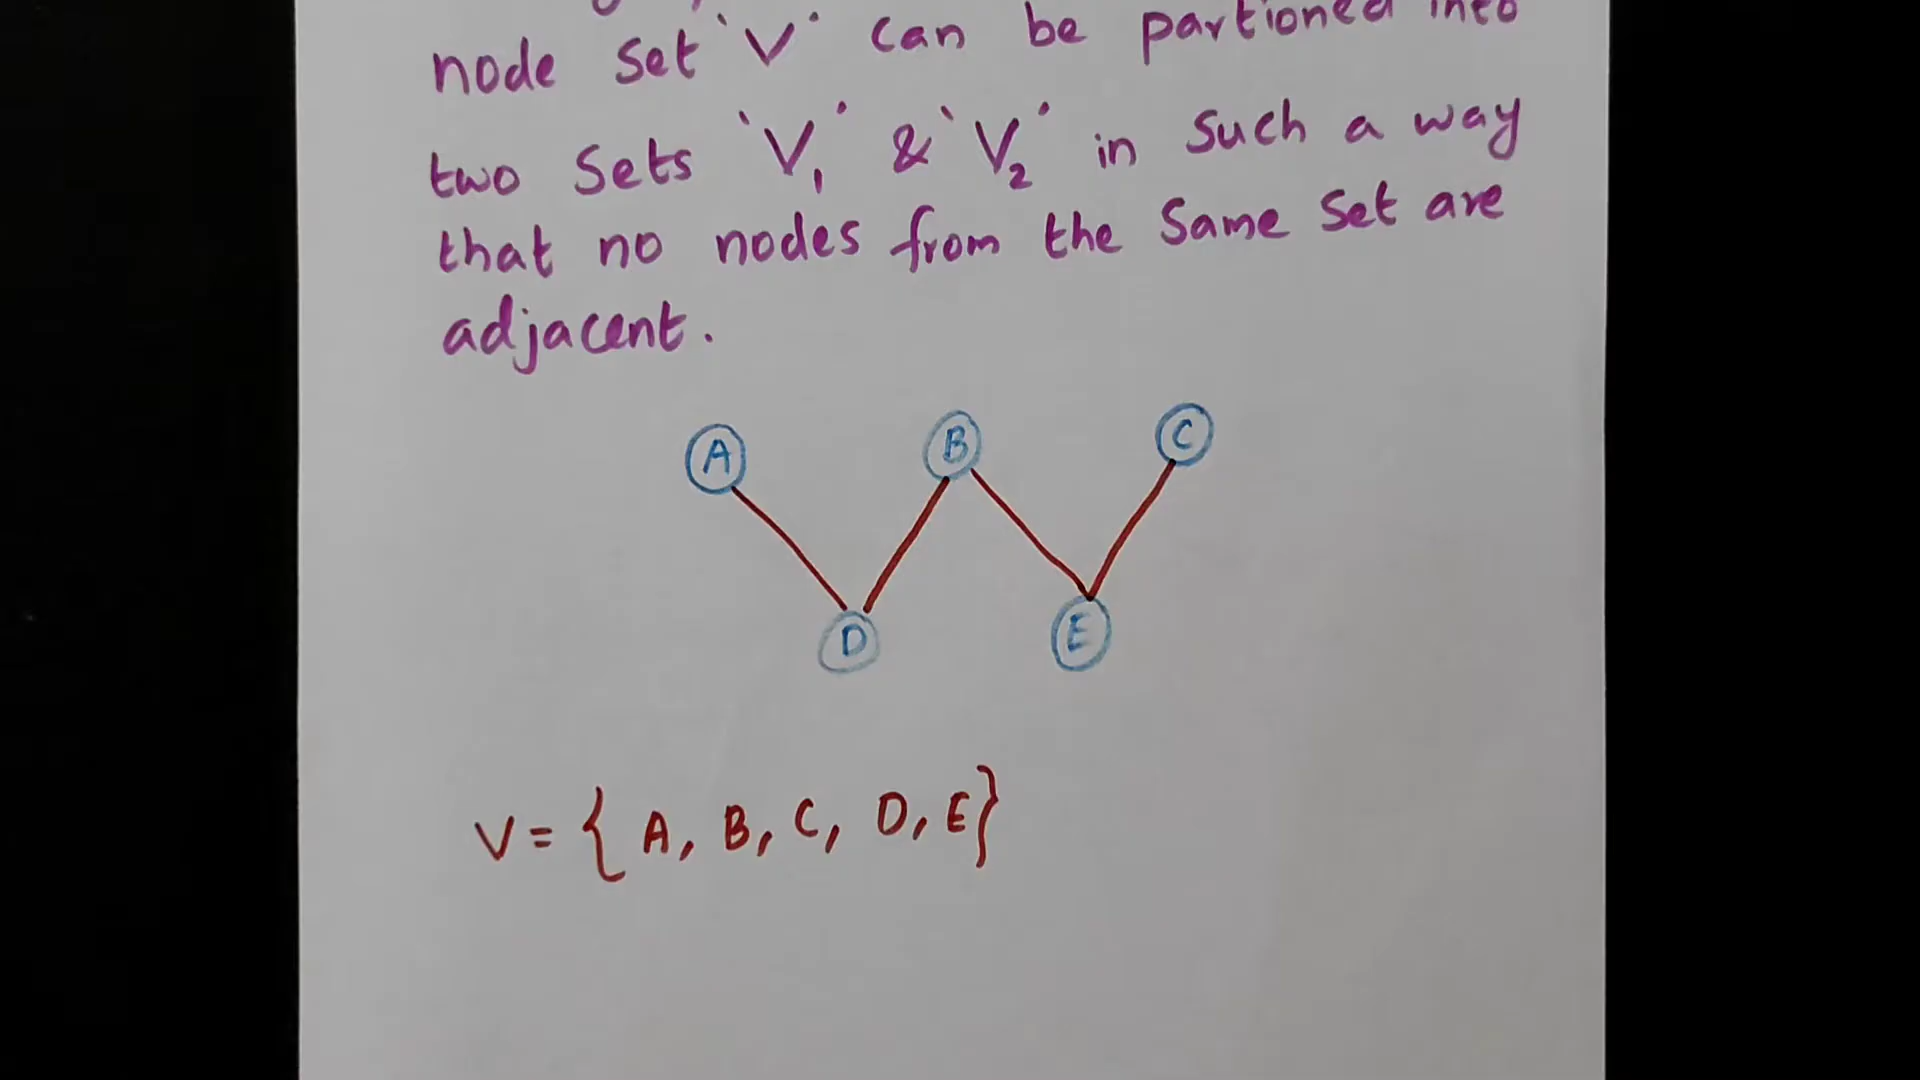 node set 'V' can be partioned into
two sets 'V₁' & 'V₂' in such a way
that no nodes from the same set are
adjacent.
A B C
D E
V = { A, B, C, D, E}